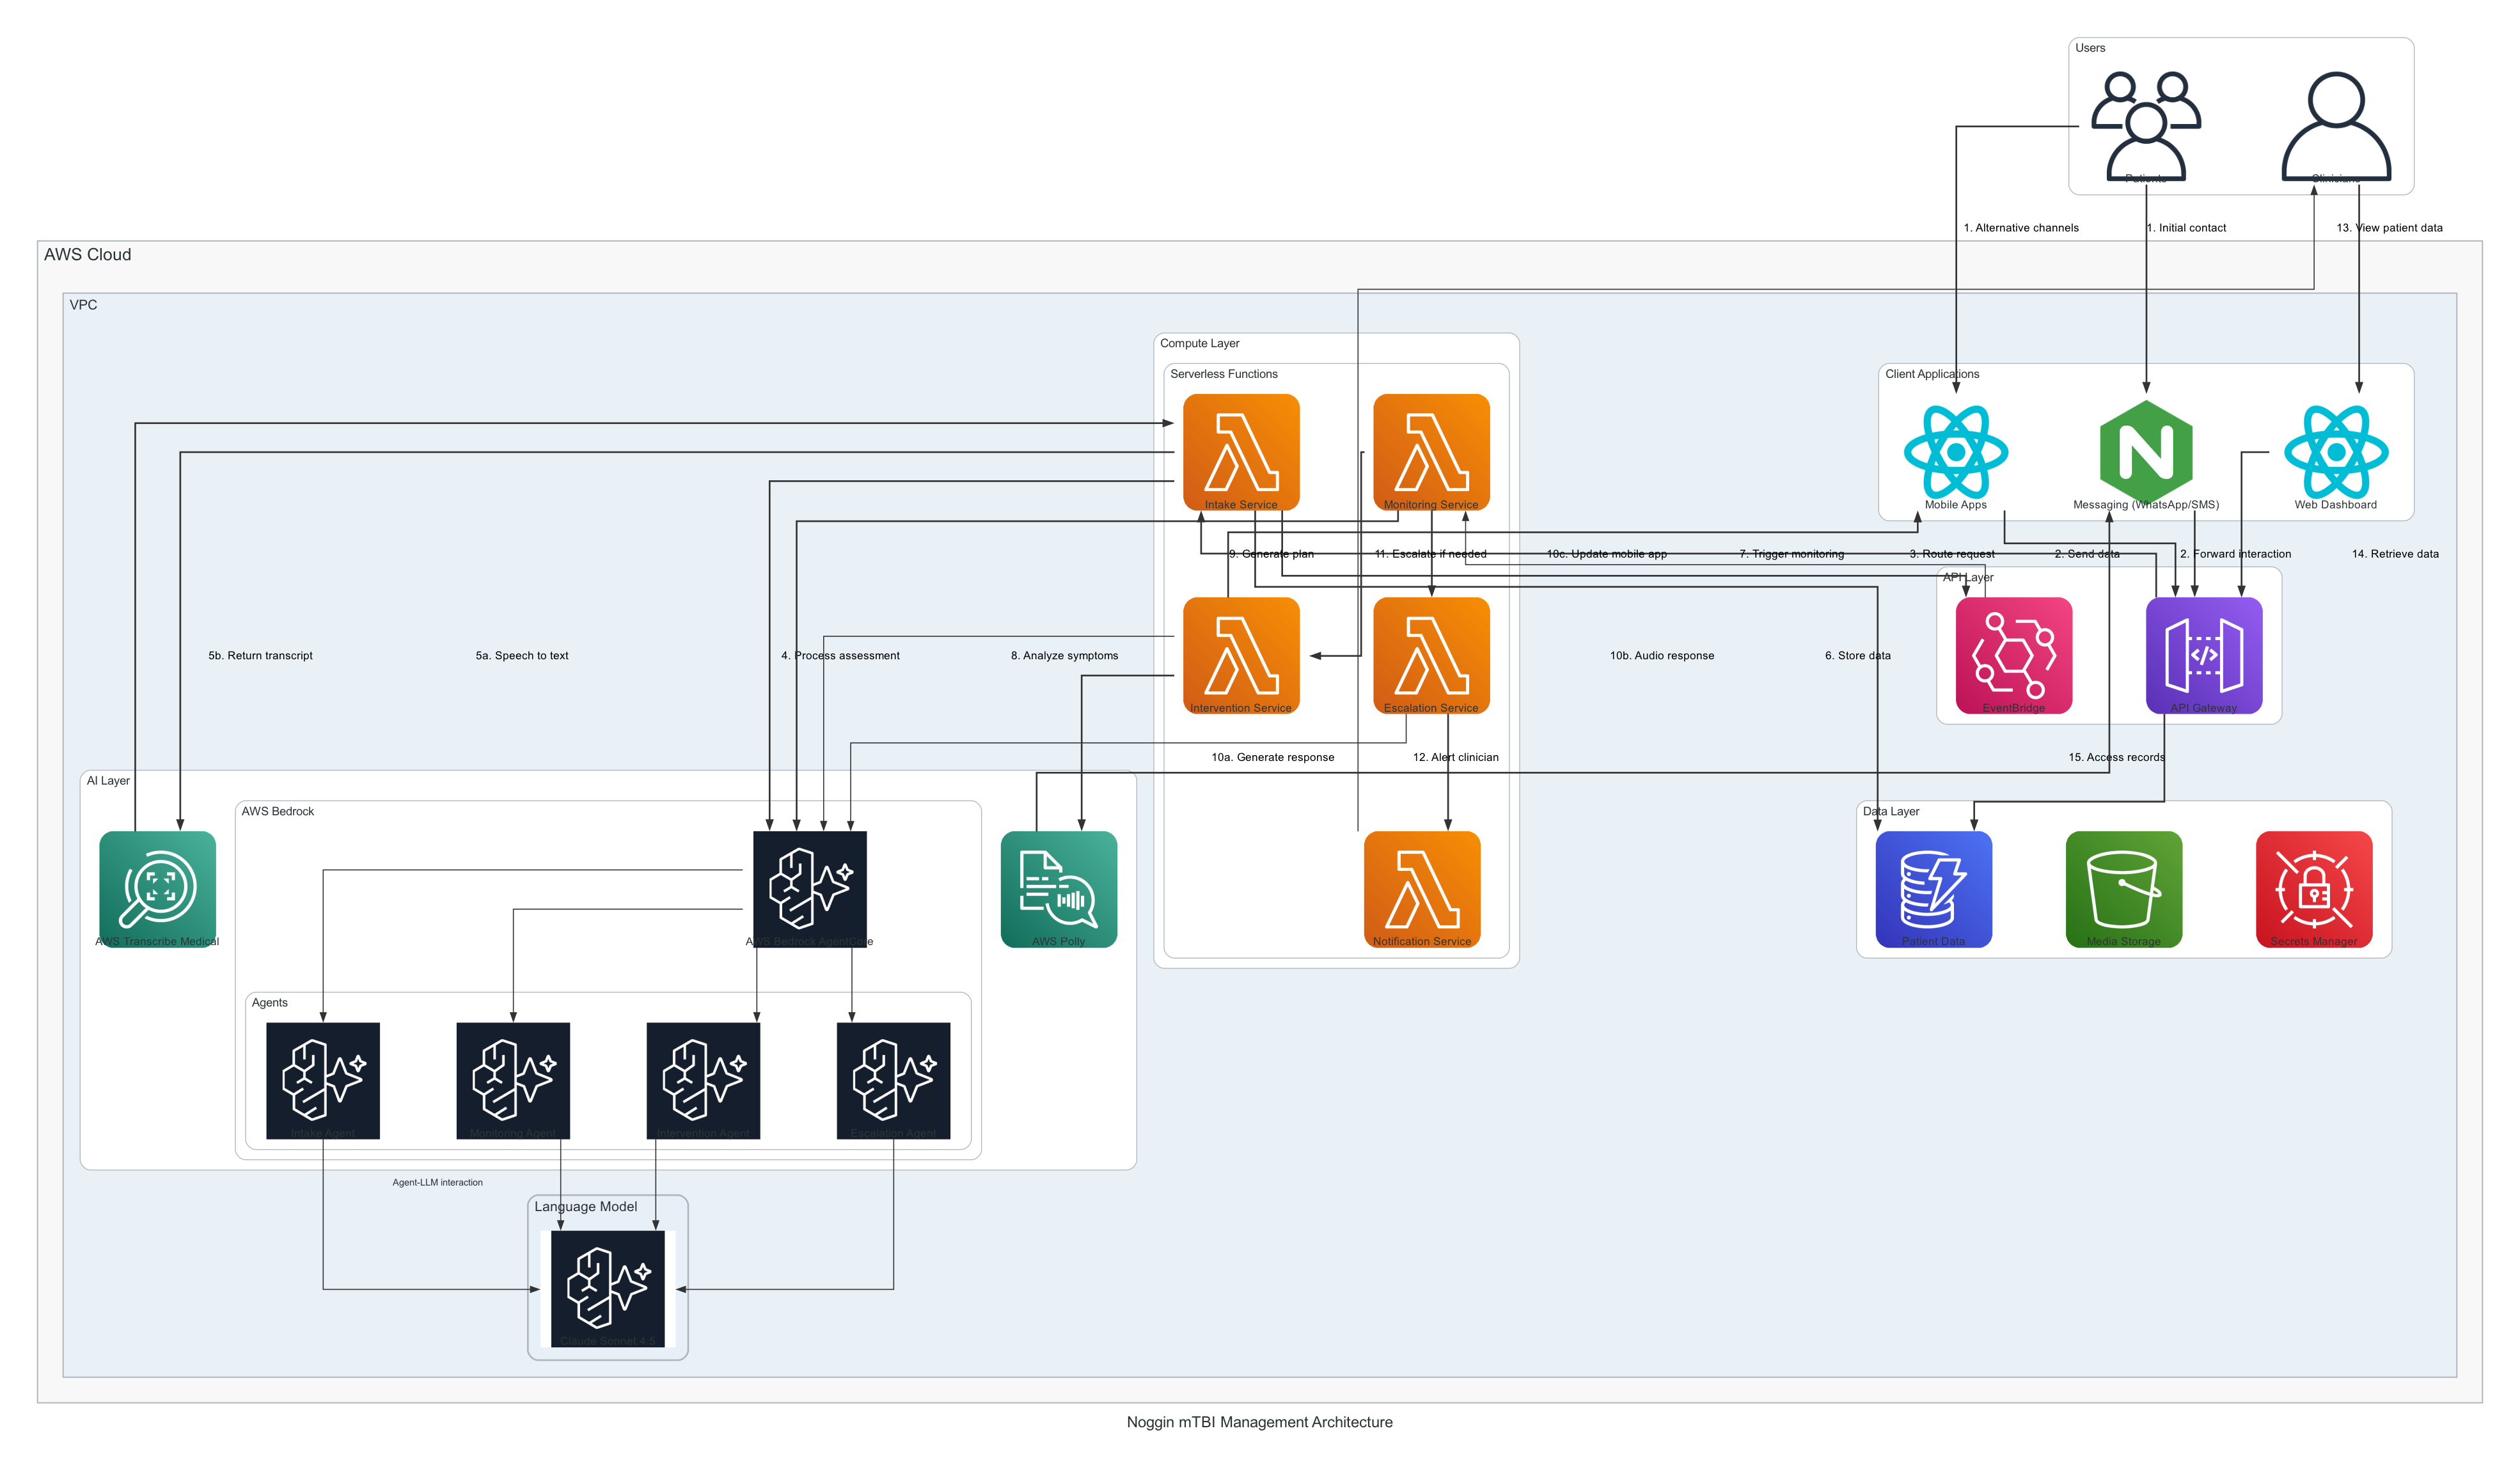 Users
Patients
Clinicians
1. Alternative channels
1. Initial contact
13. View patient data
AWS Cloud
VPC
Compute Layer
Serverless Functions
Client Applications
Intake Service
Monitoring Service
Mobile Apps
Messaging (WhatsApp/SMS)
Web Dashboard
9. Generate plan
11. Escalate if needed
10c. Update mobile app
7. Trigger monitoring
3. Route request
2. Send data
2. Forward interaction
14. Retrieve data
API Layer
5b. Return transcript
5a. Speech to text
4. Process assessment
8. Analyze symptoms
10b. Audio response
6. Store data
Intervention Service
Escalation Service
EventBridge
API Gateway
10a. Generate response
12. Alert clinician
15. Access records
AI Layer
AWS Bedrock
Data Layer
AWS Transcribe Medical
AWS Bedrock AgentCore
AWS Polly
Notification Service
Patient Data
Media Storage
Secrets Manager
Agents
Intake Agent
Monitoring Agent
Intervention Agent
Escalation Agent
Agent-LLM interaction
Language Model
Claude Sonnet 4.5
Noggin mTBI Management Architecture